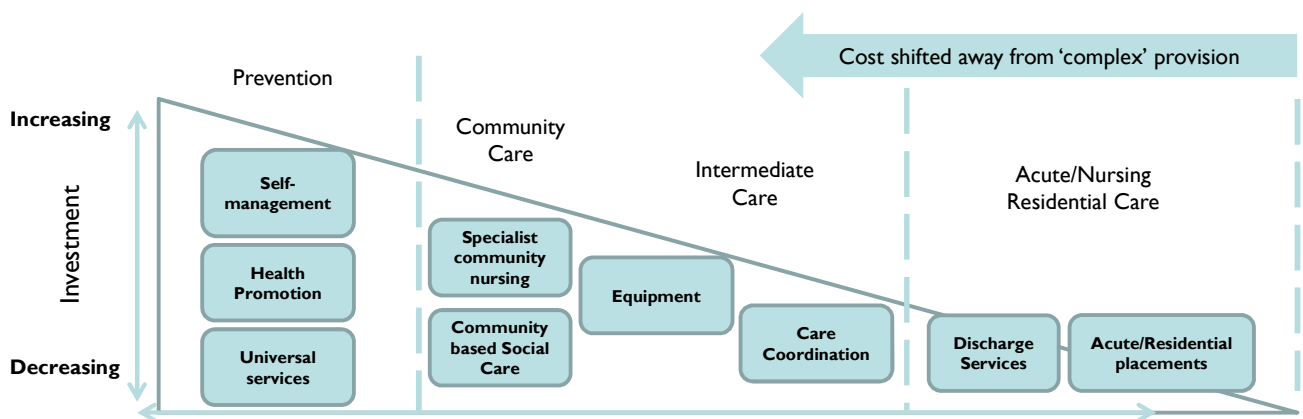 Cost shifted away from ‘complex’ provision
Prevention
Increasing
Community
Care
Intermediate
Care
Acute/Nursing
Residential Care
Investment
Self-
management
Specialist
community
nursing
Health
Promotion
Equipment
Community
based Social
Care
Care
Coordination
Discharge
Services
Acute/Residential
placements
Universal
services
Decreasing